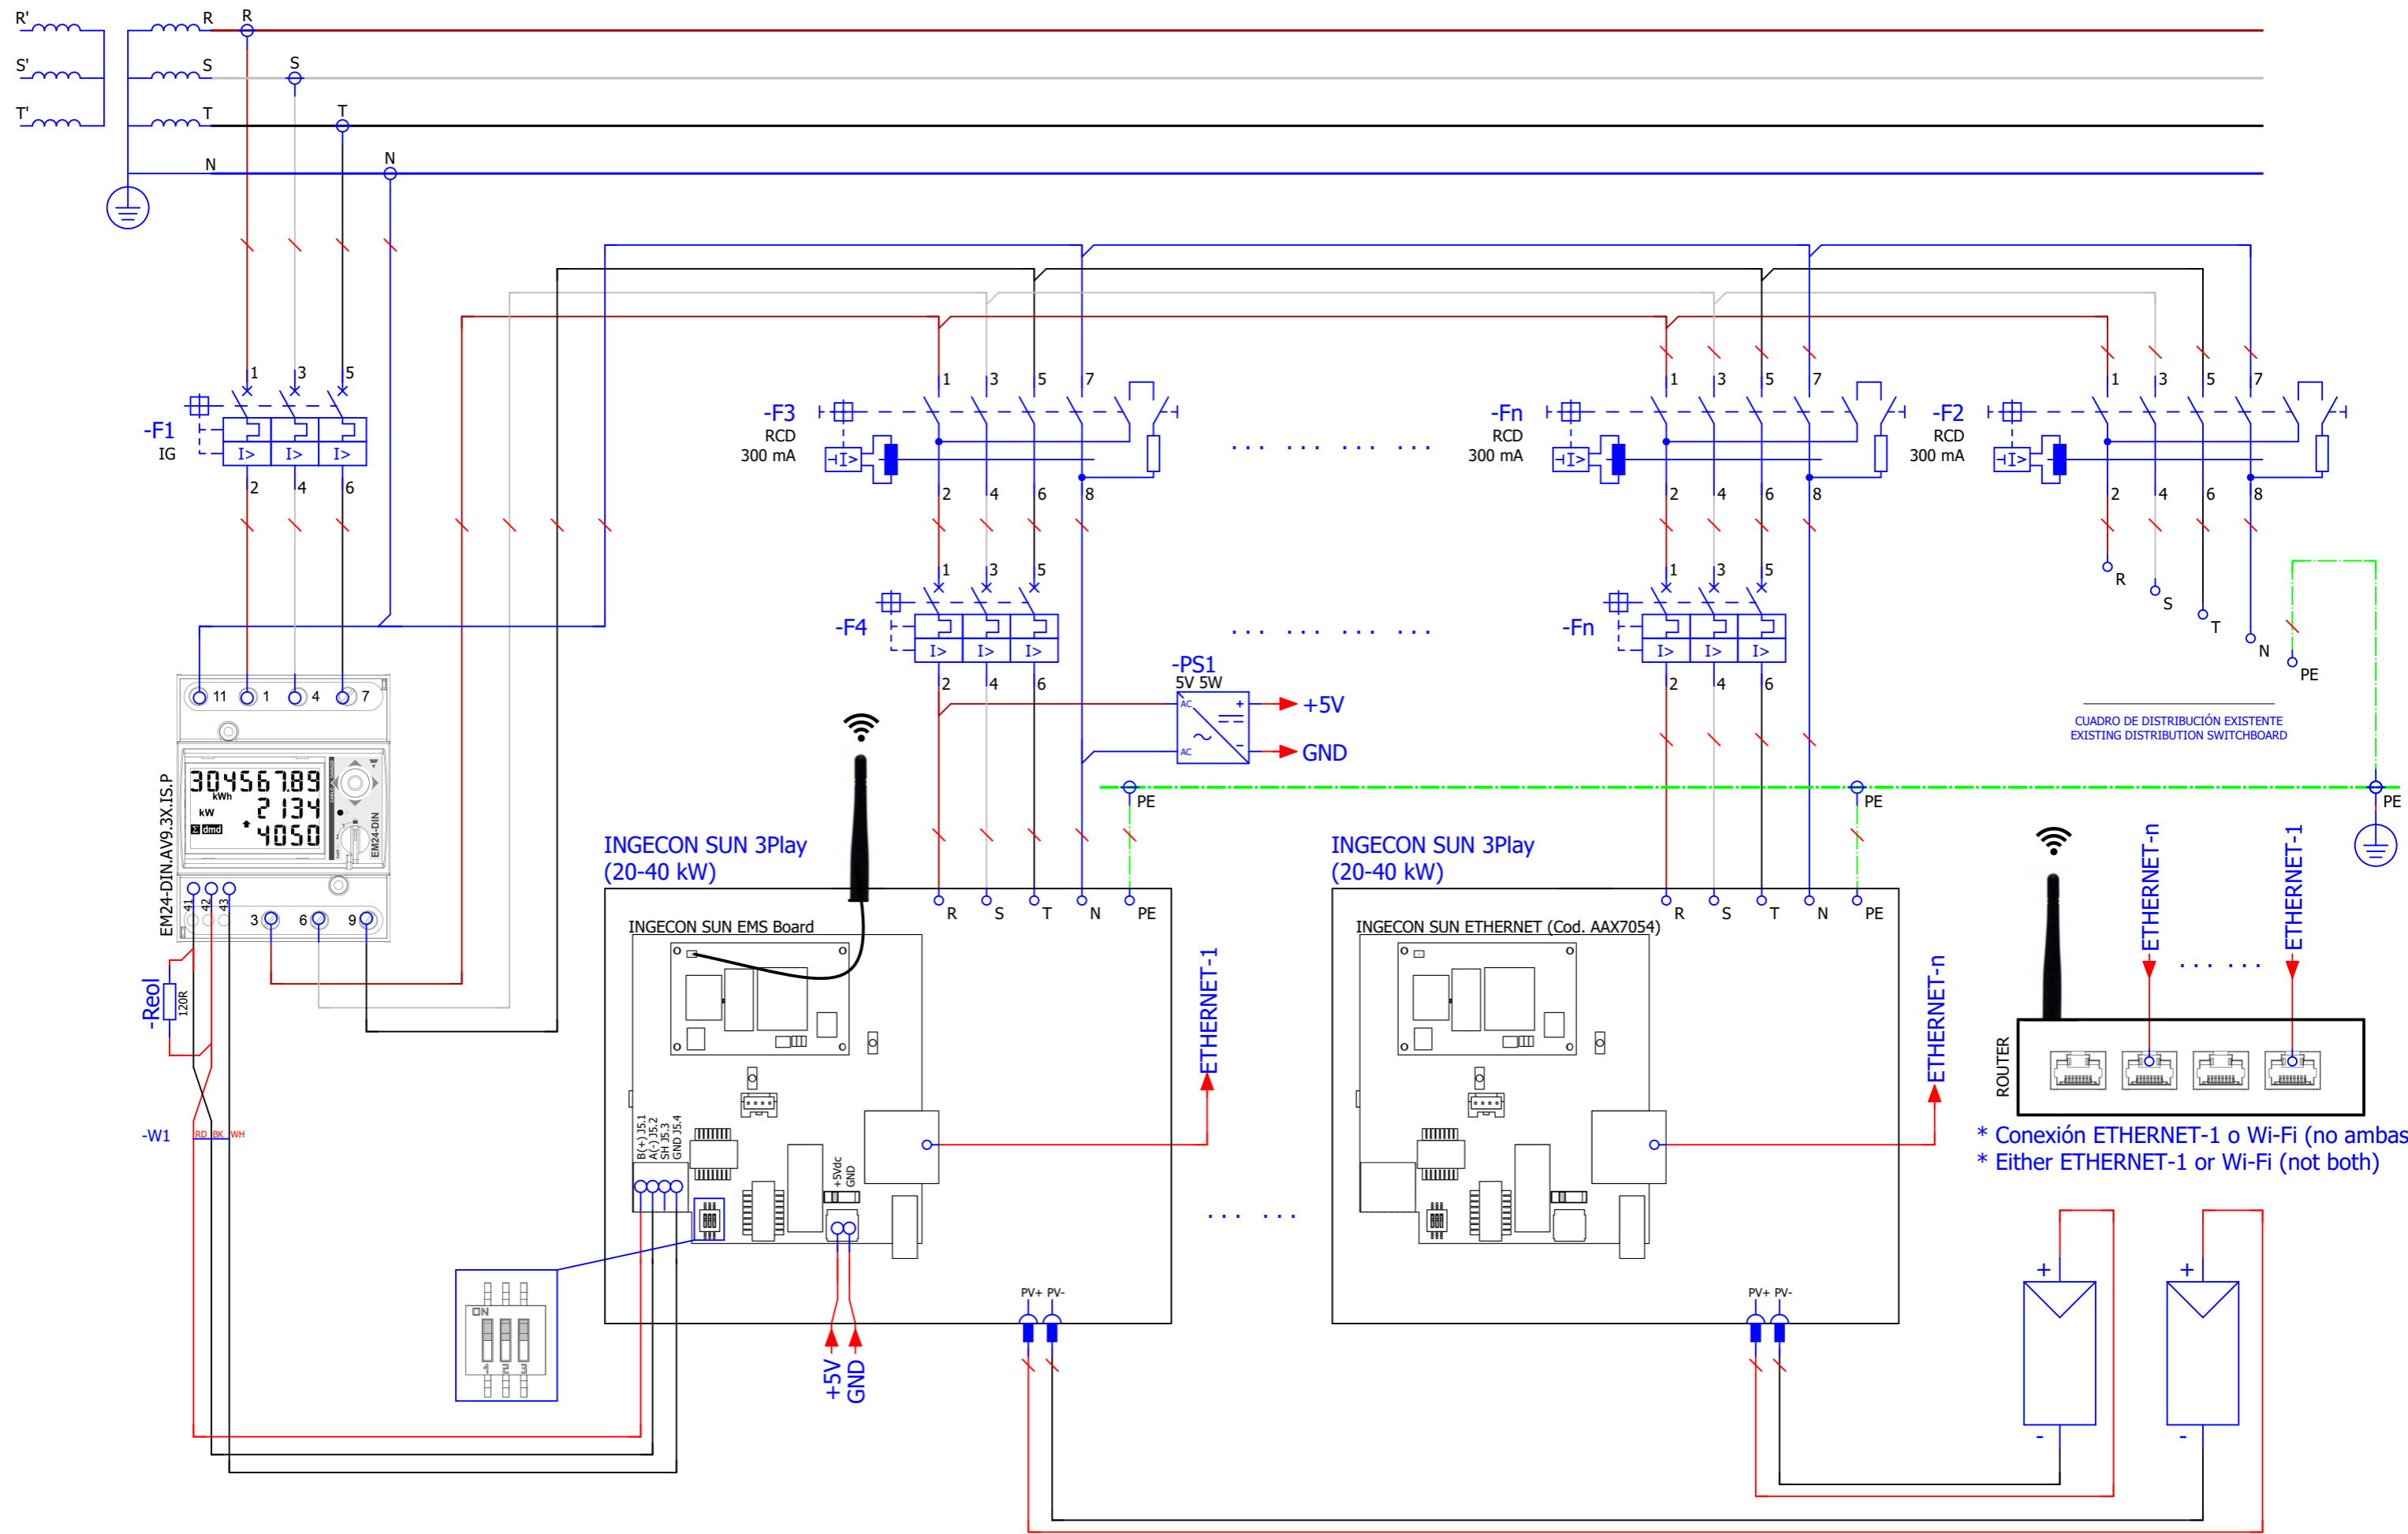 R' R R
S' S S
T' T T
N N
1 3 5
-F1
IG
I> I> I>
2 4 6
1 3 5 7
-F3
RCD
300 mA
I>
2 4 6 8
... ... ... ...
1 3 5 7
-Fn
RCD
300 mA
I>
2 4 6 8
1 3 5 7
-F2
RCD
300 mA
I>
2 4 6 8
R
S
T
N
PE
1 3 5
-F4
I> I> I>
2 4 6
... ... ... ...
1 3 5
-Fn
I> I> I>
2 4 6
-PS1
5V 5W
AC +
AC -
+5V
GND
CUADRO DE DISTRIBUCIÓN EXISTENTE
EXISTING DISTRIBUTION SWITCHBOARD
PE PE PE
11 1 4 7
EM24-DIN.AV9.3X.IS.P
30456789
kWh
kW 2134
Σ dmd 4050
EM24-DIN
41 42 43
3 6 9
-Reol
120R
-W1
RD BK WH
INGECON SUN 3Play
(20-40 kW)
R S T N PE
INGECON SUN EMS Board
B(+) J5.1
A(-) J5.2
SH J5.3
GND J5.4
+5Vdc
GND
ETHERNET-1
ON
1 2 3
+5V
GND
PV+ PV-
... ...
INGECON SUN 3Play
(20-40 kW)
R S T N PE
INGECON SUN ETHERNET (Cod. AAX7054)
ETHERNET-n
PV+ PV-
ETHERNET-n
... ...
ETHERNET-1
ROUTER
* Conexión ETHERNET-1 o Wi-Fi (no ambas
* Either ETHERNET-1 or Wi-Fi (not both)
+ +
- -